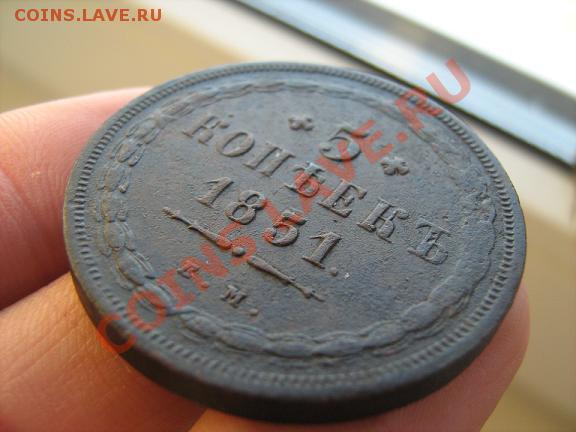 COINS.LAVE.RU
* 5 *
КОПѢЕКЪ
1851.
Е. М.
COINS.LAVE.RU